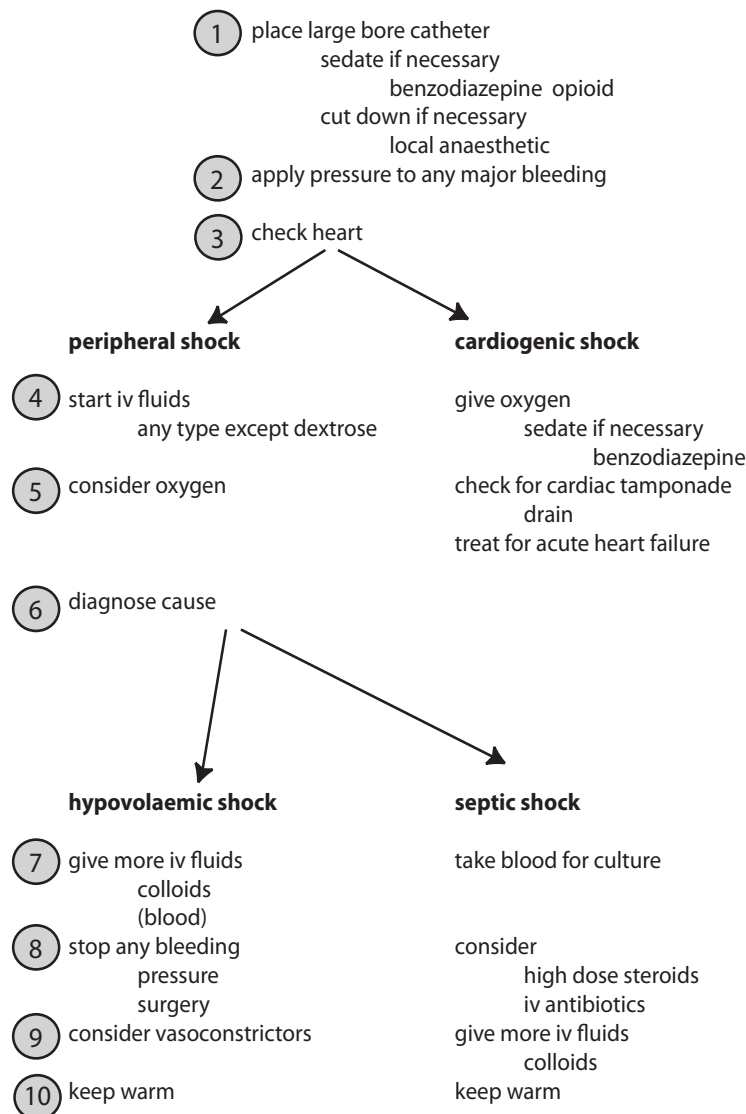 1 place large bore catheter
sedate if necessary
benzodiazepine opioid
cut down if necessary
local anaesthetic
2 apply pressure to any major bleeding
3 check heart
peripheral shock
4 start iv fluids
any type except dextrose
5 consider oxygen
cardiogenic shock
give oxygen
sedate if necessary
benzodiazepine
check for cardiac tamponade
drain
treat for acute heart failure
6 diagnose cause
hypovolaemic shock
7 give more iv fluids
colloids
(blood)
8 stop any bleeding
pressure
surgery
9 consider vasoconstrictors
10 keep warm
septic shock
take blood for culture
consider
high dose steroids
iv antibiotics
give more iv fluids
colloids
keep warm